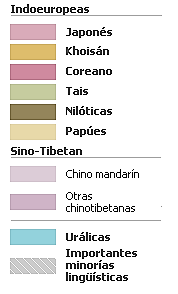 Indoeuropeas
Japonés
Khoisán
Coreano
Tais
Nilóticas
Papúes
Sino-Tibetan
Chino mandarín
Otras
chinotibetanas
Urálicas
Importantes
minorías
lingüísticas